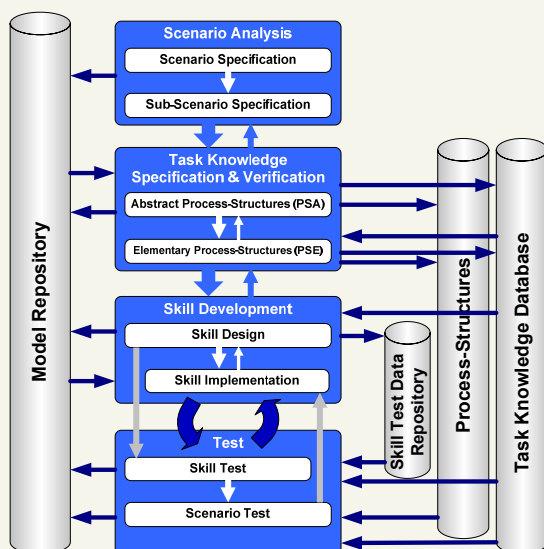 Scenario Analysis
Scenario Specification
Sub-Scenario Specification
Task Knowledge
Specification & Verification
Abstract Process-Structures (PSA)
Elementary Process-Structures (PSE)
Skill Development
Skill Design
Skill Implementation
Test
Skill Test
Scenario Test
Model Repository
Skill Test Data
Repository
Process-Structures
Task Knowledge Database